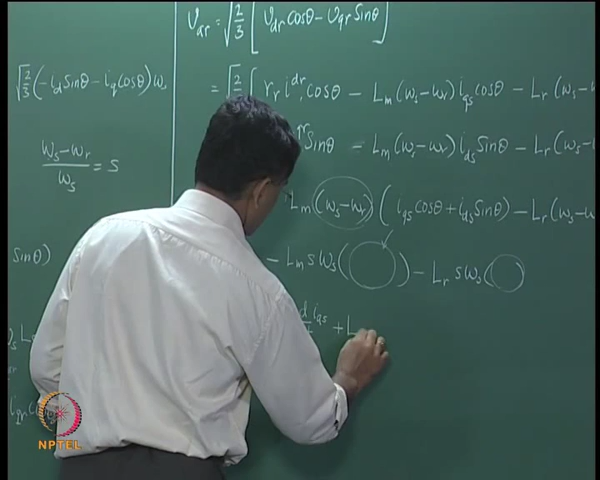 √(2/3) (-i_d Sinθ - i_q Cosθ) ω_s
(ω_s - ω_r)/ω_s = S
Sinθ)
V_ar = √(2/3) [ V_dr Cosθ - V_qr Sinθ ]
= √(2/3) [ r_r i_dr Cosθ - L_m (ω_s - ω_r) i_qs Cosθ - L_r (ω_s - ω
Sinθ - L_m (ω_s - ω_r) i_ds Sinθ - L_r (ω_s - ω
L_m (ω_s - ω_r) ( i_qs Cosθ + i_ds Sinθ ) - L_r (ω_s - ω
- L_m S ω_s ( ) - L_r S ω_s ( )
d i_qs + L
NPTEL